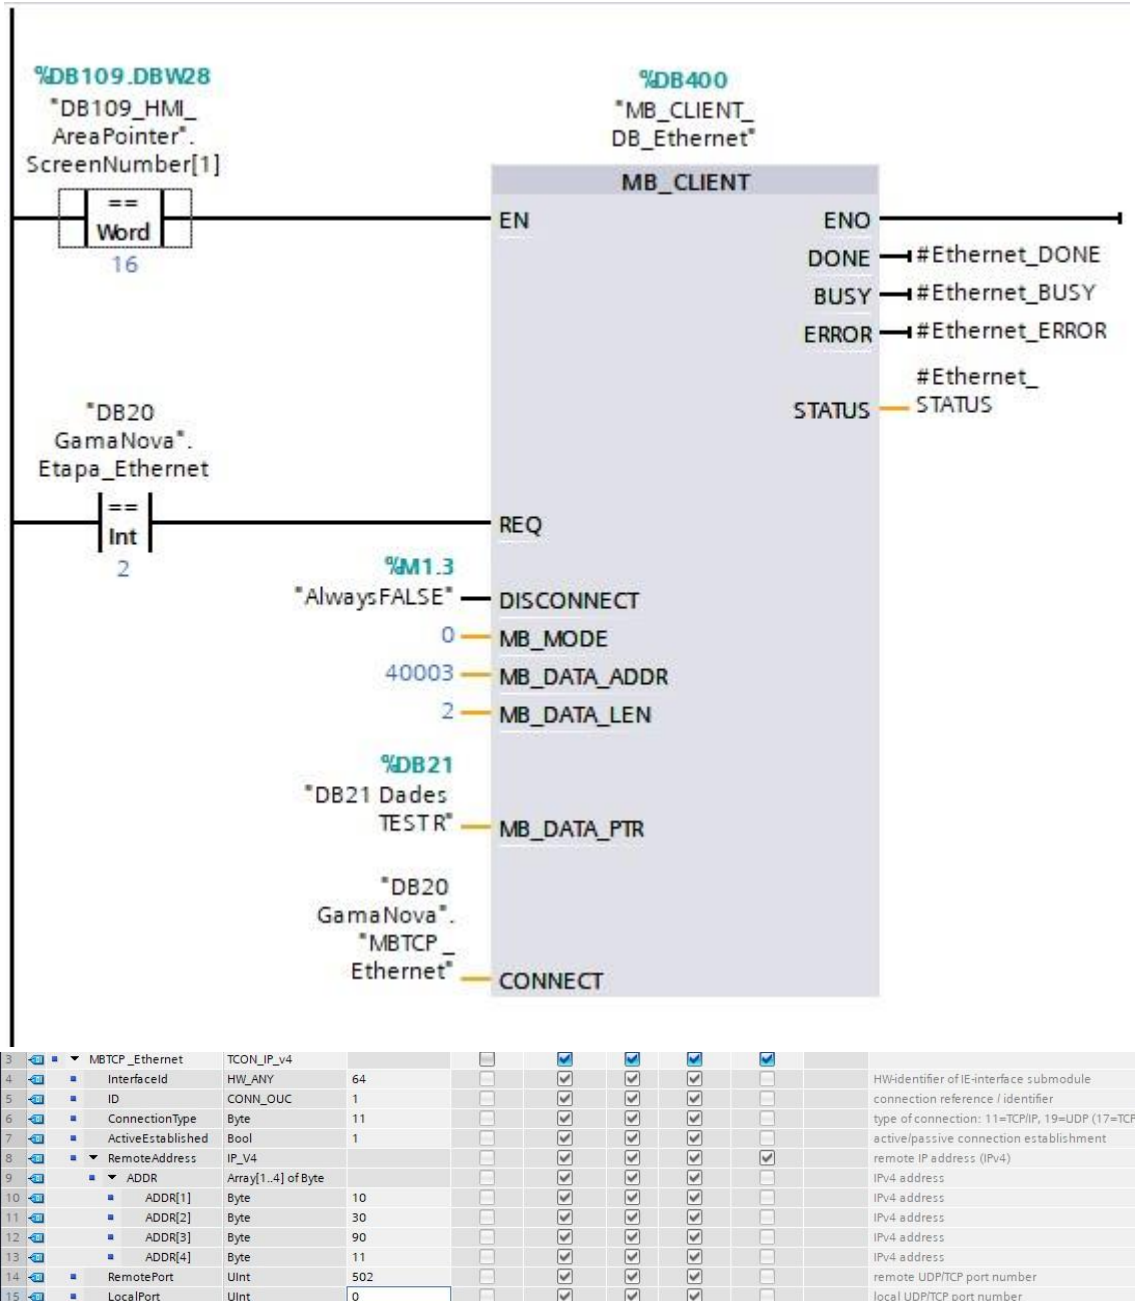 %DB109.DBW28
"DB109_HMI_
AreaPointer".
ScreenNumber[1]
==
Word
16
%DB400
"MB_CLIENT_
DB_Ethernet"
MB_CLIENT
EN
ENO
DONE
#Ethernet_DONE
BUSY
#Ethernet_BUSY
ERROR
#Ethernet_ERROR
#Ethernet_
STATUS
STATUS
"DB20
GamaNova".
Etapa_Ethernet
==
Int
2
REQ
%M1.3
"AlwaysFALSE"
DISCONNECT
0
MB_MODE
40003
MB_DATA_ADDR
2
MB_DATA_LEN
%DB21
"DB21 Dades
TESTR"
MB_DATA_PTR
"DB20
GamaNova".
"MBTCP_
Ethernet"
CONNECT
3 MBTCP_Ethernet TCON_IP_v4
4 InterfaceId HW_ANY 64 HW-identifier of IE-interface submodule
5 ID CONN_OUC 1 connection reference / identifier
6 ConnectionType Byte 11 type of connection: 11=TCP/IP, 19=UDP (17=TCP
7 ActiveEstablished Bool 1 active/passive connection establishment
8 RemoteAddress IP_V4 remote IP address (IPv4)
9 ADDR Array[1..4] of Byte IPv4 address
10 ADDR[1] Byte 10 IPv4 address
11 ADDR[2] Byte 30 IPv4 address
12 ADDR[3] Byte 90 IPv4 address
13 ADDR[4] Byte 11 IPv4 address
14 RemotePort UInt 502 remote UDP/TCP port number
15 LocalPort UInt 0 local UDP/TCP port number